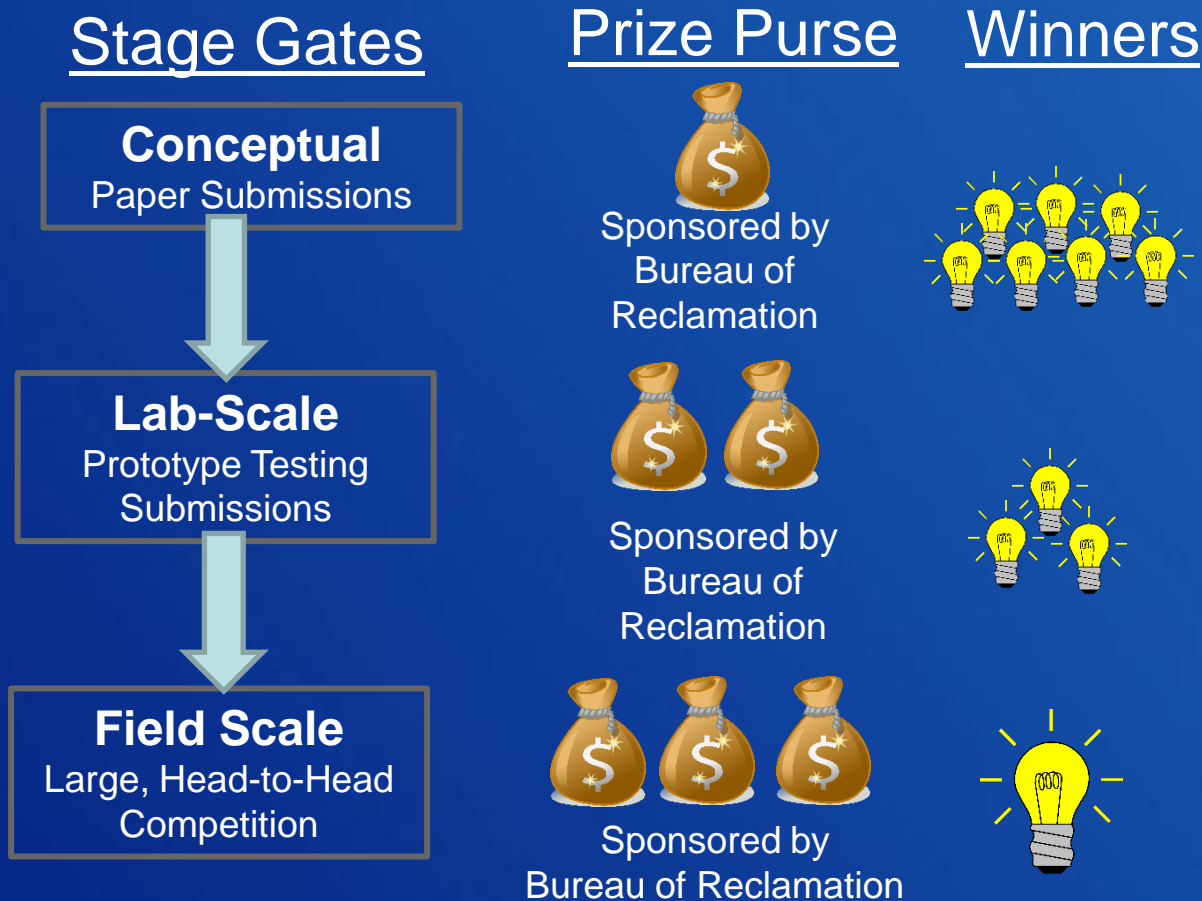 Stage Gates
Prize Purse
Winners
Conceptual
Paper Submissions
$
Sponsored by
Bureau of
Reclamation
Lab-Scale
Prototype Testing
Submissions
$ $
Sponsored by
Bureau of
Reclamation
Field Scale
Large, Head-to-Head
Competition
$ $ $
Sponsored by
Bureau of Reclamation